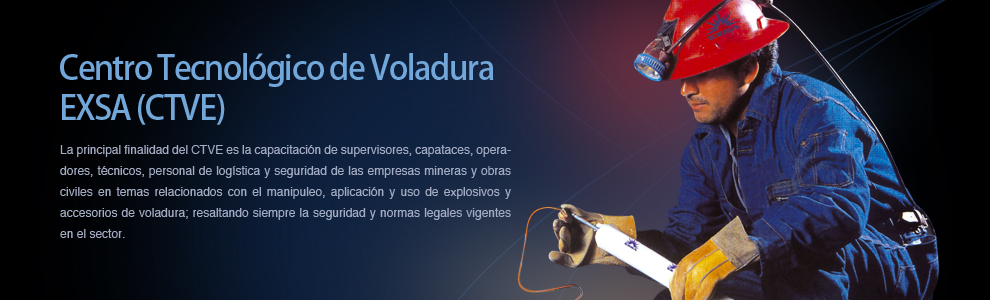 Centro Tecnológico de Voladura
EXSA (CTVE)
La principal finalidad del CTVE es la capacitación de supervisores, capataces, opera-
dores, técnicos, personal de logística y seguridad de las empresas mineras y obras
civiles en temas relacionados con el manipuleo, aplicación y uso de explosivos y
accesorios de voladura; resaltando siempre la seguridad y normas legales vigentes
en el sector.